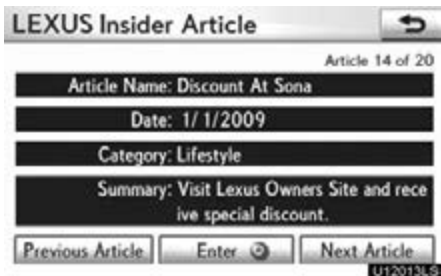 LEXUS Insider Article
Article 14 of 20
Article Name: Discount At Sona
Date: 1/1/2009
Category: Lifestyle
Summary: Visit Lexus Owners Site and rece
ive special discount.
Previous Article Enter Next Article
U12013LS